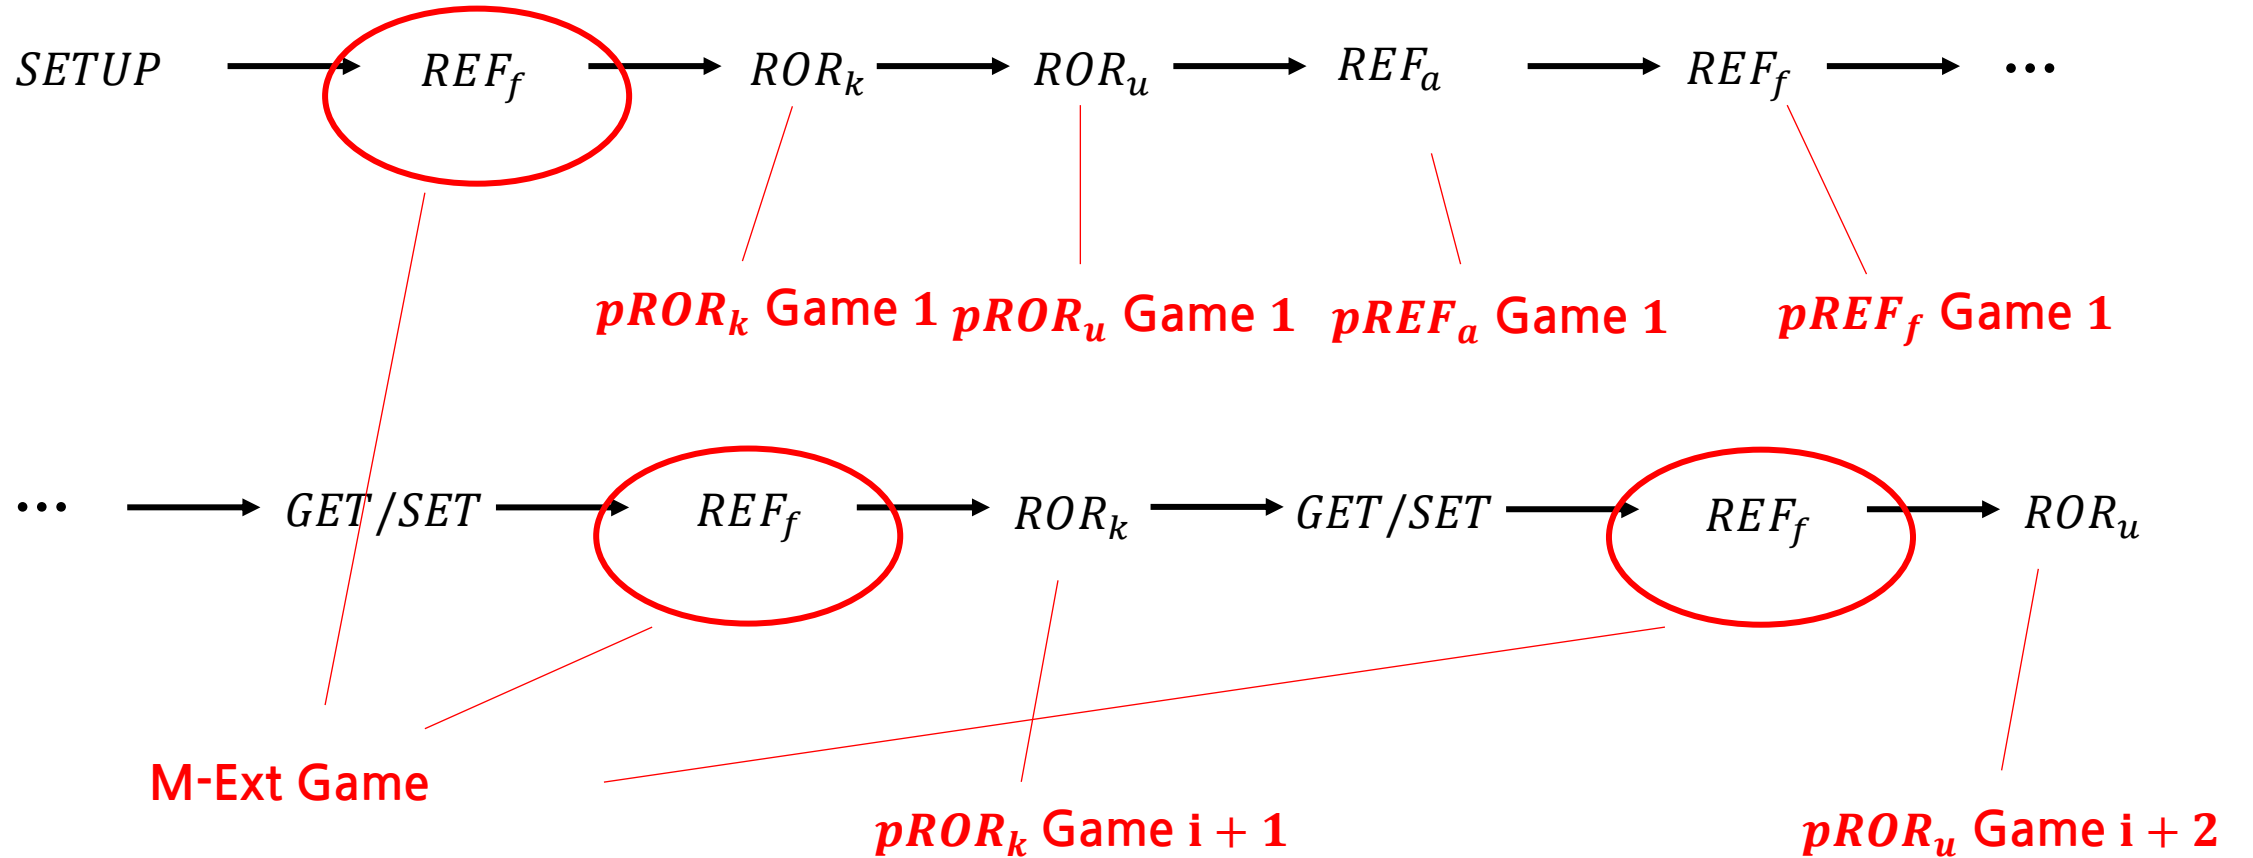 SETUP REF_f ROR_k ROR_u REF_a REF_f ...
pROR_k Game 1 pROR_u Game 1 pREF_a Game 1 pREF_f Game 1
... GET/SET REF_f ROR_k GET/SET REF_f ROR_u
M-Ext Game
pROR_k Game i + 1 pROR_u Game i + 2